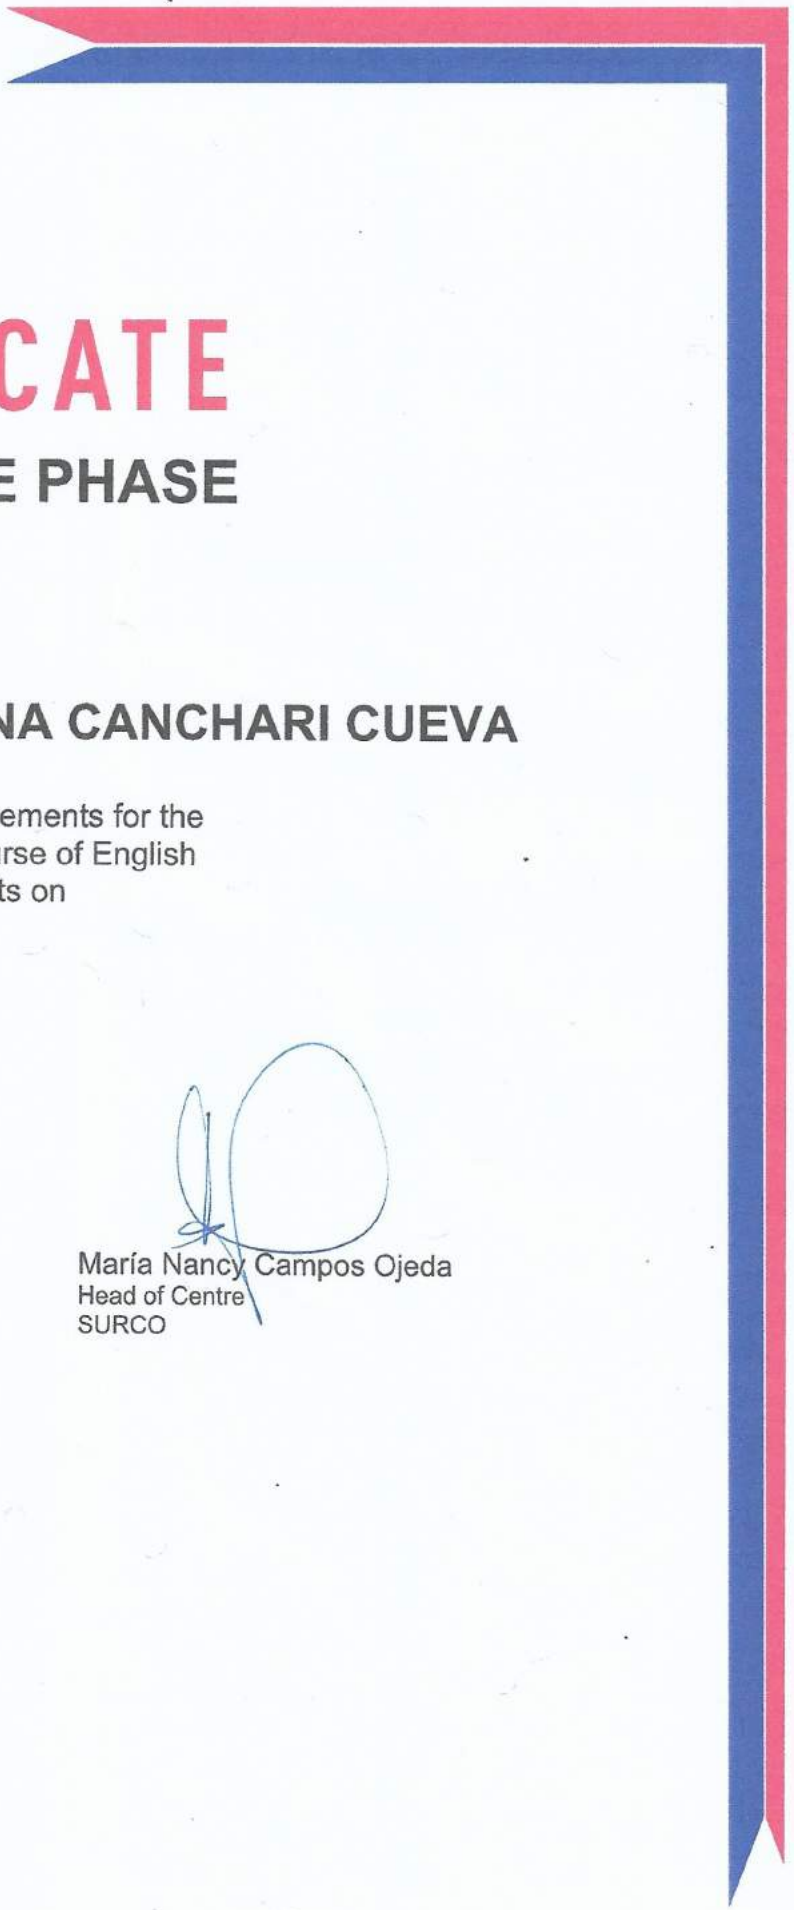 CATE
E PHASE
NA CANCHARI CUEVA
ements for the
urse of English
ts on
María Nancy Campos Ojeda
Head of Centre
SURCO